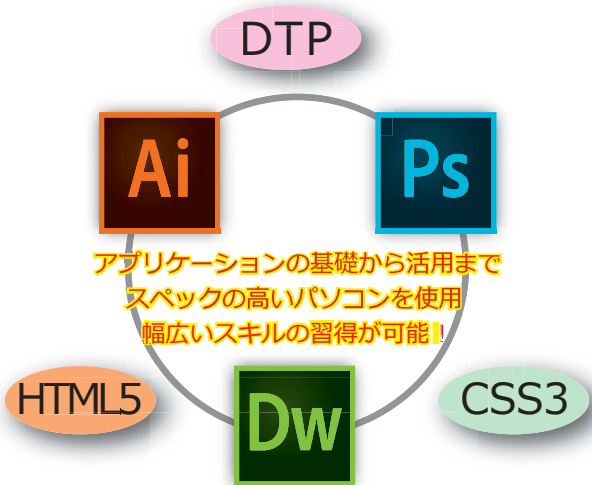 DTP
Ai
Ps
アプリケーションの基礎から活用まで
スペックの高いパソコンを使用
幅広いスキルの習得が可能！
HTML5
CSS3
Dw